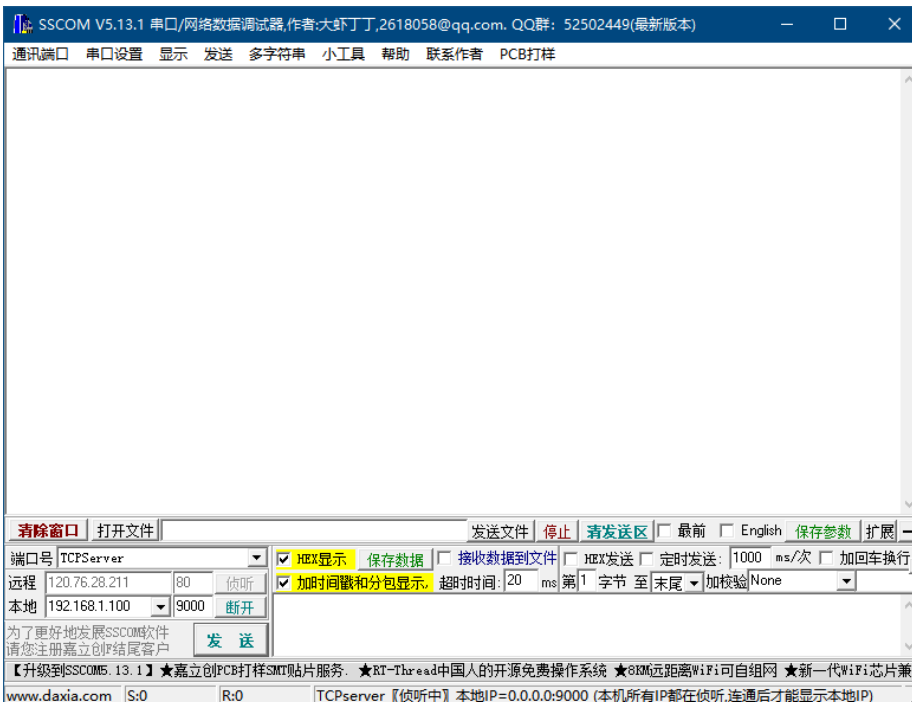 SSCOM V5.13.1 串口/网络数据调试器,作者:大虾丁丁,2618058@qq.com. QQ群: 52502449(最新版本)
通讯端口 串口设置 显示 发送 多字符串 小工具 帮助 联系作者 PCB打样
清除窗口 打开文件 发送文件 停止 清发送区 最前 English 保存参数 扩展 —
端口号 TCPServer HEX显示 保存数据 接收数据到文件 HEX发送 定时发送: 1000 ms/次 加回车换行
远程 120.76.28.211 80 侦听 加时间戳和分包显示, 超时时间: 20 ms 第1 字节 至 末尾 加校验 None
本地 192.168.1.100 9000 断开
为了更好地发展SSCOM软件
请您注册嘉立创F结尾客户
发 送
【升级到SSCOM5.13.1】★嘉立创PCB打样SMT贴片服务. ★RT-Thread中国人的开源免费操作系统 ★8KM远距离WiFi可自组网 ★新一代WiFi芯片兼
www.daxia.com S:0 R:0 TCPserver〖侦听中〗本地IP=0.0.0.0:9000 (本机所有IP都在侦听,连通后才能显示本地IP)